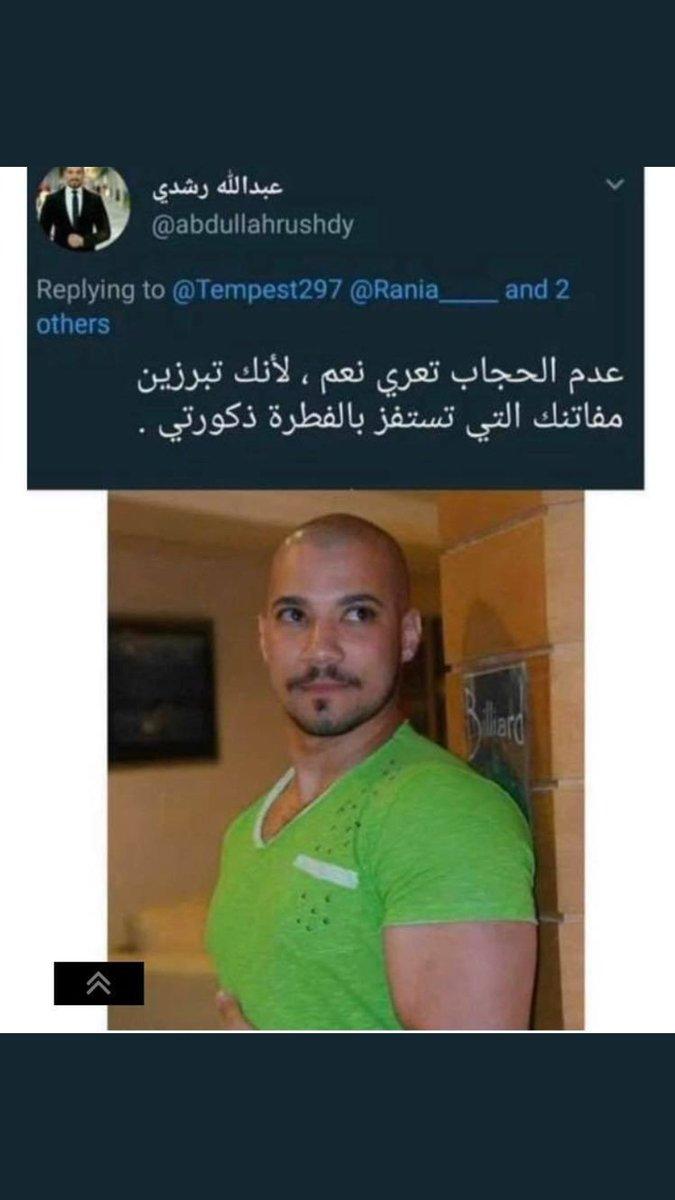 عبدالله رشدي
@abdullahrushdy
Replying to @Tempest297 @Rania_____ and 2
others
عدم الحجاب تعري نعم ، لأنك تبرزين
مفاتنك التي تستفز بالفطرة ذكورتي .
Billiard